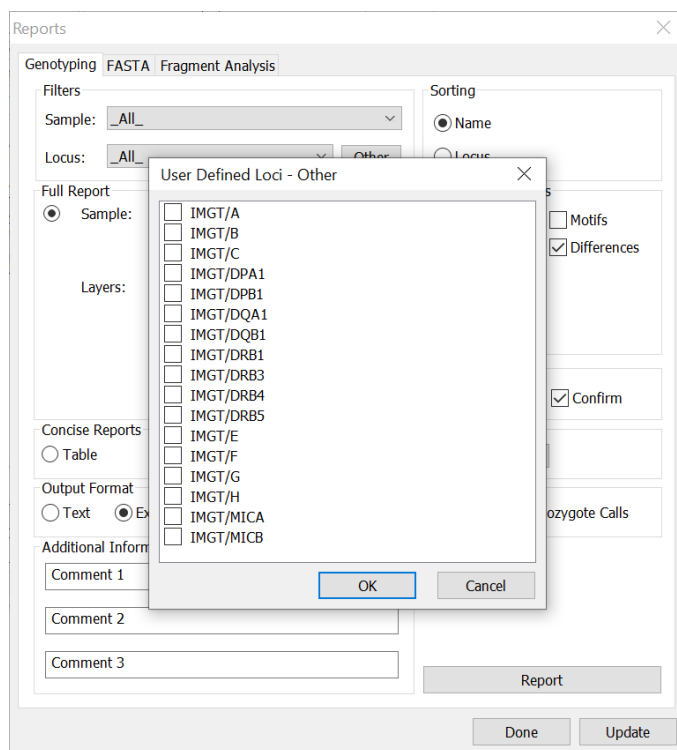 Reports
Genotyping FASTA Fragment Analysis
Filters
Sample: _All_
Locus: _All_ Other
Sorting
Name
Locus
Full Report
Sample:
Layers:
s
Motifs
Differences
Confirm
User Defined Loci - Other
IMGT/A
IMGT/B
IMGT/C
IMGT/DPA1
IMGT/DPB1
IMGT/DQA1
IMGT/DQB1
IMGT/DRB1
IMGT/DRB3
IMGT/DRB4
IMGT/DRB5
IMGT/E
IMGT/F
IMGT/G
IMGT/H
IMGT/MICA
IMGT/MICB
OK Cancel
Concise Reports
Table
Output Format
Text Ex
ozygote Calls
Additional Inform
Comment 1
Comment 2
Comment 3
Report
Done Update